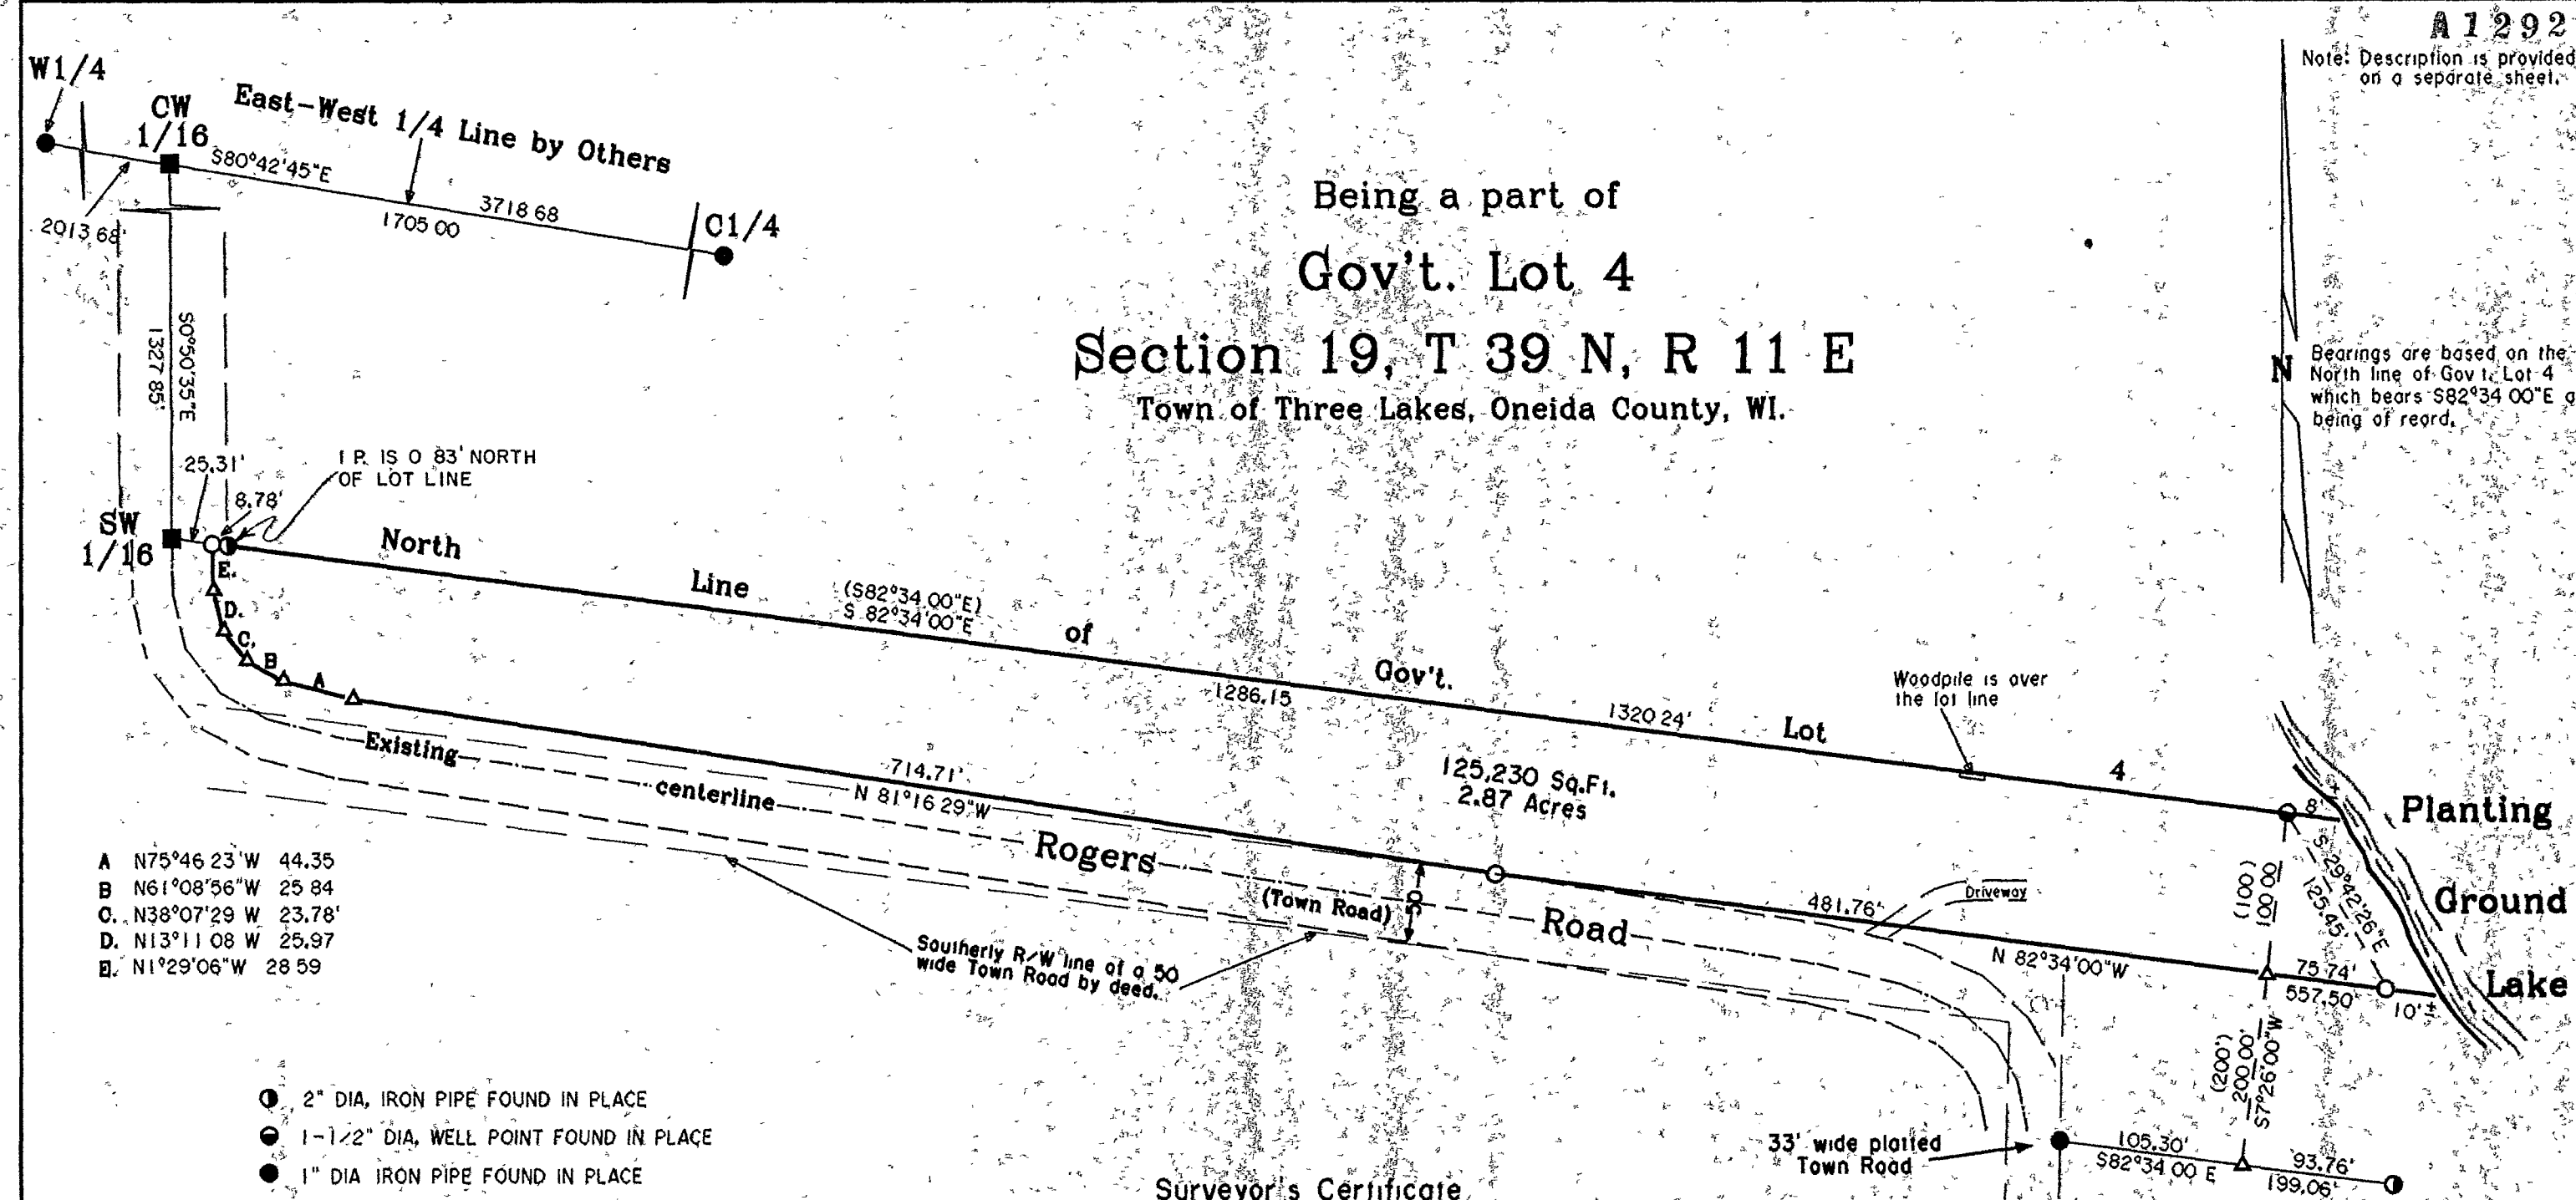 A1292
Note: Description is provided
on a separate sheet.
W1/4
CW
1/16
East-West 1/4 Line by Others
S80°42'45"E
3718 68
1705 00
2013 68'
C1/4
Being a part of
Gov't. Lot 4
Section 19, T 39 N, R 11 E
Town of Three Lakes, Oneida County, WI.
N
Bearings are based on the
North line of Gov t. Lot 4
which bears S82°34 00"E a
being of reord.
S0°50'35"E
1327 85'
25.31'
8.78'
I P. IS 0 83' NORTH
OF LOT LINE
SW
1/16
E.
D.
C.
B
A
North Line of Gov't. Lot 4
(S82°34 00"E)
S 82°34'00"E
1286.15
1320 24'
Woodpile is over
the lot line
8'
Planting
Ground
Lake
Existing centerline
714.71'
N 81°16 29"W
125,230 Sq.Ft.
2.87 Acres
Rogers Road
(Town Road)
50'
481.76'
Driveway
N 82°34'00"W
(100')
100 00
S 29°42'26"E
125.45'
75 74'
557.50'
10'±
Southerly R/W line of a 50
wide Town Road by deed.
(200')
200 00'
S7°26'00"W
A N75°46 23'W 44.35
B N61°08'56"W 25 84
C. N38°07'29 W 23.78'
D. N13°11 08 W 25.97
E. N1°29'06"W 28 59
2" DIA, IRON PIPE FOUND IN PLACE
1-1/2" DIA, WELL POINT FOUND IN PLACE
1" DIA IRON PIPE FOUND IN PLACE
33' wide platted
Town Road
105.30'
S82°34 00 E
93.76'
199.06'
Surveyor's Certificate